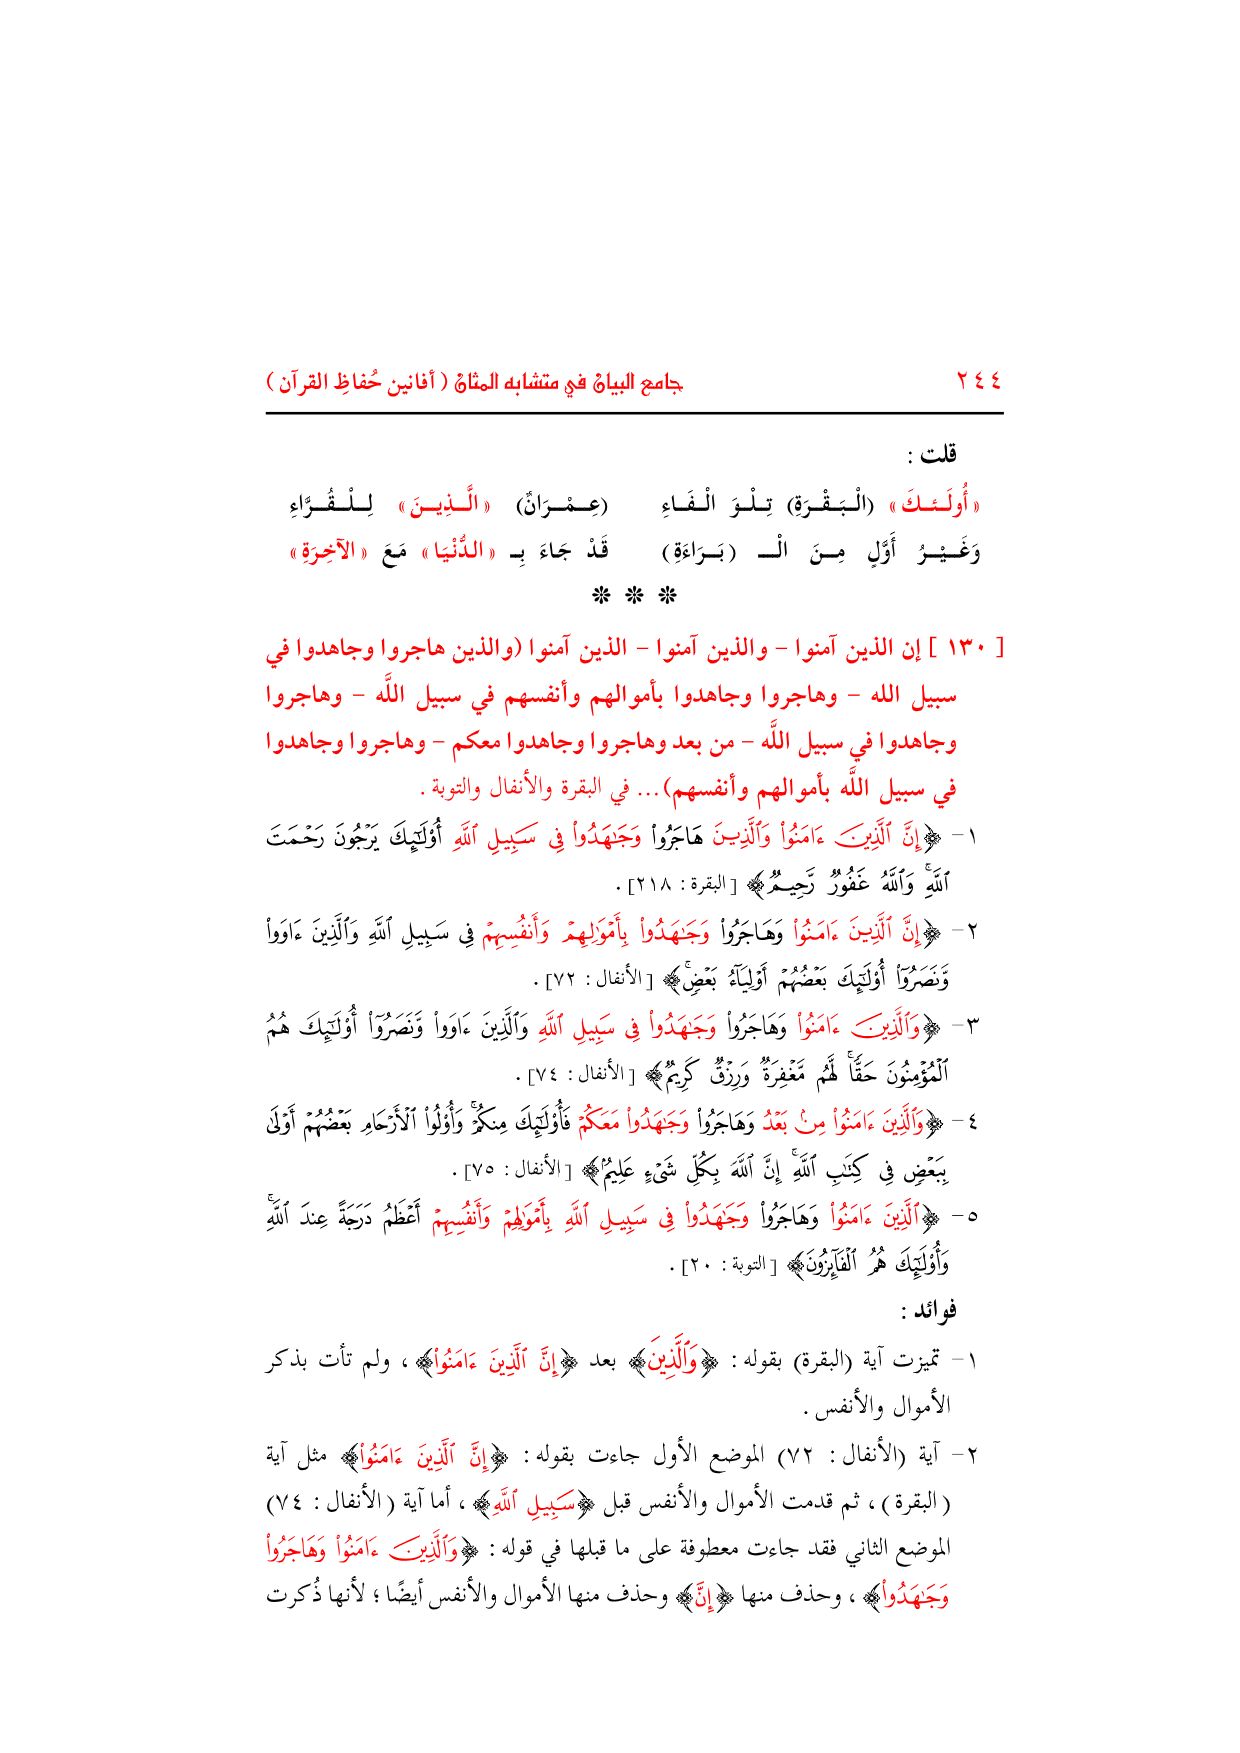 ٢٤٤ جامع البيان في متشابه المثان ( أفانين حُفاظِ القرآن )
قلت :
« أُولَـئـكَ » (الْـبَـقْـرَةِ) تِـلْـوَ الْـفَـاءِ (عِـمْـرَانٌ) « الَّـذِيـنَ » لِـلْـقُـرَّاءِ
وَغَـيْـرُ أَوَّلٍ مِـنَ الْـ (بَـرَاءَةِ) قَدْ جَاءَ بِـ « الـدُّنْيَا » مَعَ « الآخِرَةِ »
* * *
[ ١٣٠ ] إن الذين آمنوا – والذين آمنوا – الذين آمنوا (والذين هاجروا وجاهدوا في
سبيل الله – وهاجروا وجاهدوا بأموالهم وأنفسهم في سبيل اللَّه – وهاجروا
وجاهدوا في سبيل اللَّه – من بعد وهاجروا وجاهدوا معكم – وهاجروا وجاهدوا
في سبيل اللَّه بأموالهم وأنفسهم)... في البقرة والأنفال والتوبة .
١– ﴿إِنَّ ٱلَّذِينَ ءَامَنُوا۟ وَٱلَّذِينَ هَاجَرُوا۟ وَجَـٰهَدُوا۟ فِى سَبِيلِ ٱللَّهِ أُو۟لَـٰٓئِكَ يَرْجُونَ رَحْمَتَ
ٱللَّهِ ۚ وَٱللَّهُ غَفُورٌ رَّحِيمٌ﴾ [البقرة : ٢١٨] .
٢– ﴿إِنَّ ٱلَّذِينَ ءَامَنُوا۟ وَهَاجَرُوا۟ وَجَـٰهَدُوا۟ بِأَمْوَٰلِهِمْ وَأَنفُسِهِمْ فِى سَبِيلِ ٱللَّهِ وَٱلَّذِينَ ءَاوَوا۟
وَّنَصَرُوٓا۟ أُو۟لَـٰٓئِكَ بَعْضُهُمْ أَوْلِيَآءُ بَعْضٍ ۚ﴾ [الأنفال : ٧٢] .
٣– ﴿وَٱلَّذِينَ ءَامَنُوا۟ وَهَاجَرُوا۟ وَجَـٰهَدُوا۟ فِى سَبِيلِ ٱللَّهِ وَٱلَّذِينَ ءَاوَوا۟ وَّنَصَرُوٓا۟ أُو۟لَـٰٓئِكَ هُمُ
ٱلْمُؤْمِنُونَ حَقًّا ۚ لَّهُم مَّغْفِرَةٌ وَرِزْقٌ كَرِيمٌ﴾ [الأنفال : ٧٤] .
٤– ﴿وَٱلَّذِينَ ءَامَنُوا۟ مِنۢ بَعْدُ وَهَاجَرُوا۟ وَجَـٰهَدُوا۟ مَعَكُمْ فَأُو۟لَـٰٓئِكَ مِنكُمْ ۚ وَأُو۟لُوا۟ ٱلْأَرْحَامِ بَعْضُهُمْ أَوْلَىٰ
بِبَعْضٍ فِى كِتَـٰبِ ٱللَّهِ ۚ إِنَّ ٱللَّهَ بِكُلِّ شَىْءٍ عَلِيمٌۢ﴾ [الأنفال : ٧٥] .
٥– ﴿ٱلَّذِينَ ءَامَنُوا۟ وَهَاجَرُوا۟ وَجَـٰهَدُوا۟ فِى سَبِيلِ ٱللَّهِ بِأَمْوَٰلِهِمْ وَأَنفُسِهِمْ أَعْظَمُ دَرَجَةً عِندَ ٱللَّهِ ۚ
وَأُو۟لَـٰٓئِكَ هُمُ ٱلْفَآئِزُونَ﴾ [التوبة : ٢٠] .
فوائد :
١– تميزت آية (البقرة) بقوله : ﴿وَٱلَّذِينَ﴾ بعد ﴿إِنَّ ٱلَّذِينَ ءَامَنُوا۟﴾ ، ولم تأت بذكر
الأموال والأنفس .
٢– آية (الأنفال : ٧٢) الموضع الأول جاءت بقوله : ﴿إِنَّ ٱلَّذِينَ ءَامَنُوا۟﴾ مثل آية
(البقرة) ، ثم قدمت الأموال والأنفس قبل ﴿سَبِيلِ ٱللَّهِ﴾ ، أما آية (الأنفال : ٧٤)
الموضع الثاني فقد جاءت معطوفة على ما قبلها في قوله : ﴿وَٱلَّذِينَ ءَامَنُوا۟ وَهَاجَرُوا۟
وَجَـٰهَدُوا۟﴾ ، وحذف منها ﴿إِنَّ﴾ وحذف منها الأموال والأنفس أيضًا ؛ لأنها ذُكرت